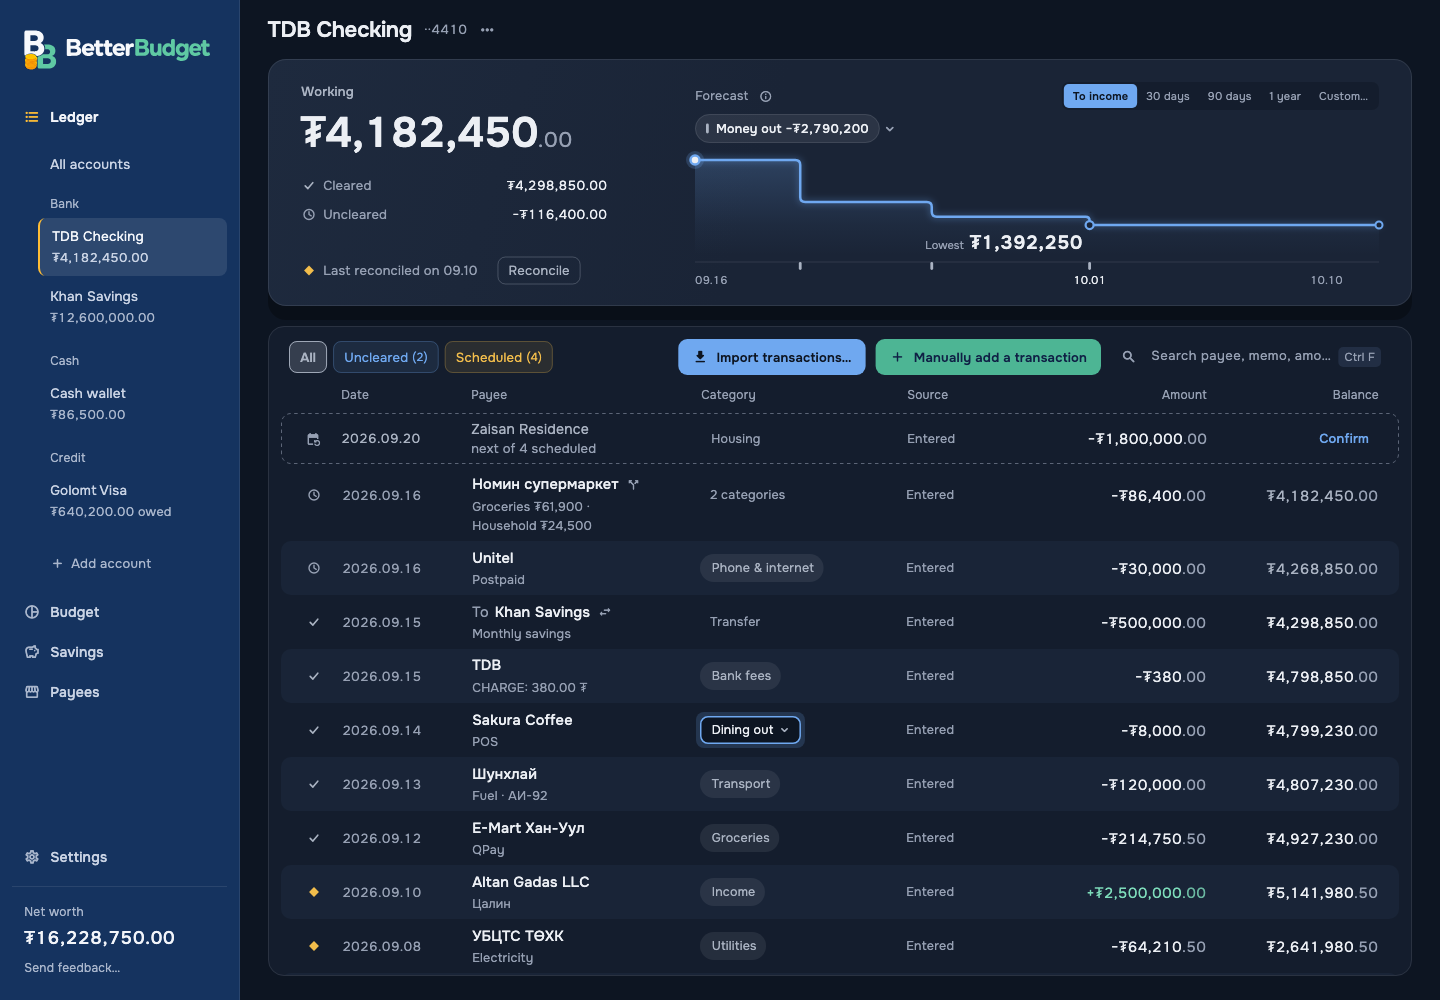 BetterBudget
Ledger
All accounts
Bank
TDB Checking
₮4,182,450.00
Khan Savings
₮12,600,000.00
Cash
Cash wallet
₮86,500.00
Credit
Golomt Visa
₮640,200.00 owed
+ Add account
Budget
Savings
Payees
Settings
Net worth
₮16,228,750.00
Send feedback...
TDB Checking ··4410 •••
Working
₮4,182,450.00
Cleared ₮4,298,850.00
Uncleared -₮116,400.00
Last reconciled on 09.10 Reconcile
Forecast
To income 30 days 90 days 1 year Custom...
Money out -₮2,790,200
Lowest ₮1,392,250
09.16 10.01 10.10
All Uncleared (2) Scheduled (4) Import transactions... + Manually add a transaction Search payee, memo, amo... Ctrl F
Date Payee Category Source Amount Balance
2026.09.20 Zaisan Residence Housing Entered -₮1,800,000.00 Confirm
next of 4 scheduled
2026.09.16 Номин супермаркет 2 categories Entered -₮86,400.00 ₮4,182,450.00
Groceries ₮61,900 ·
Household ₮24,500
2026.09.16 Unitel Phone & internet Entered -₮30,000.00 ₮4,268,850.00
Postpaid
2026.09.15 To Khan Savings Transfer Entered -₮500,000.00 ₮4,298,850.00
Monthly savings
2026.09.15 TDB Bank fees Entered -₮380.00 ₮4,798,850.00
CHARGE: 380.00 ₮
2026.09.14 Sakura Coffee Dining out Entered -₮8,000.00 ₮4,799,230.00
POS
2026.09.13 Шунхлай Transport Entered -₮120,000.00 ₮4,807,230.00
Fuel · АИ-92
2026.09.12 E-Mart Хан-Уул Groceries Entered -₮214,750.50 ₮4,927,230.00
QPay
2026.09.10 Altan Gadas LLC Income Entered +₮2,500,000.00 ₮5,141,980.50
Цалин
2026.09.08 УБЦТС ТӨХК Utilities Entered -₮64,210.50 ₮2,641,980.50
Electricity